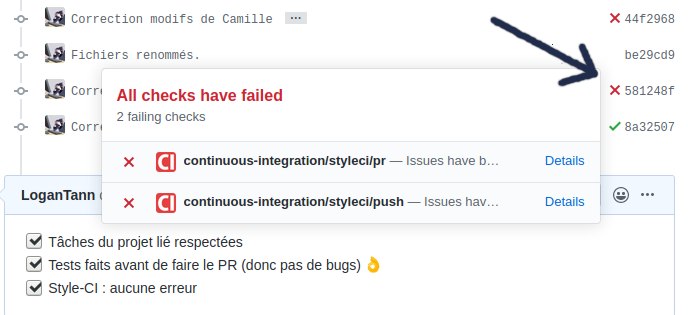 Correction modifs de Camille ... 44f2968
Fichiers renommés. be29cd9
Corre 581248f
Corre 8a32507
All checks have failed
2 failing checks
CI continuous-integration/styleci/pr — Issues have b… Details
CI continuous-integration/styleci/push — Issues hav… Details
LoganTann
Tâches du projet lié respectées
Tests faits avant de faire le PR (donc pas de bugs) 👌
Style-CI : aucune erreur